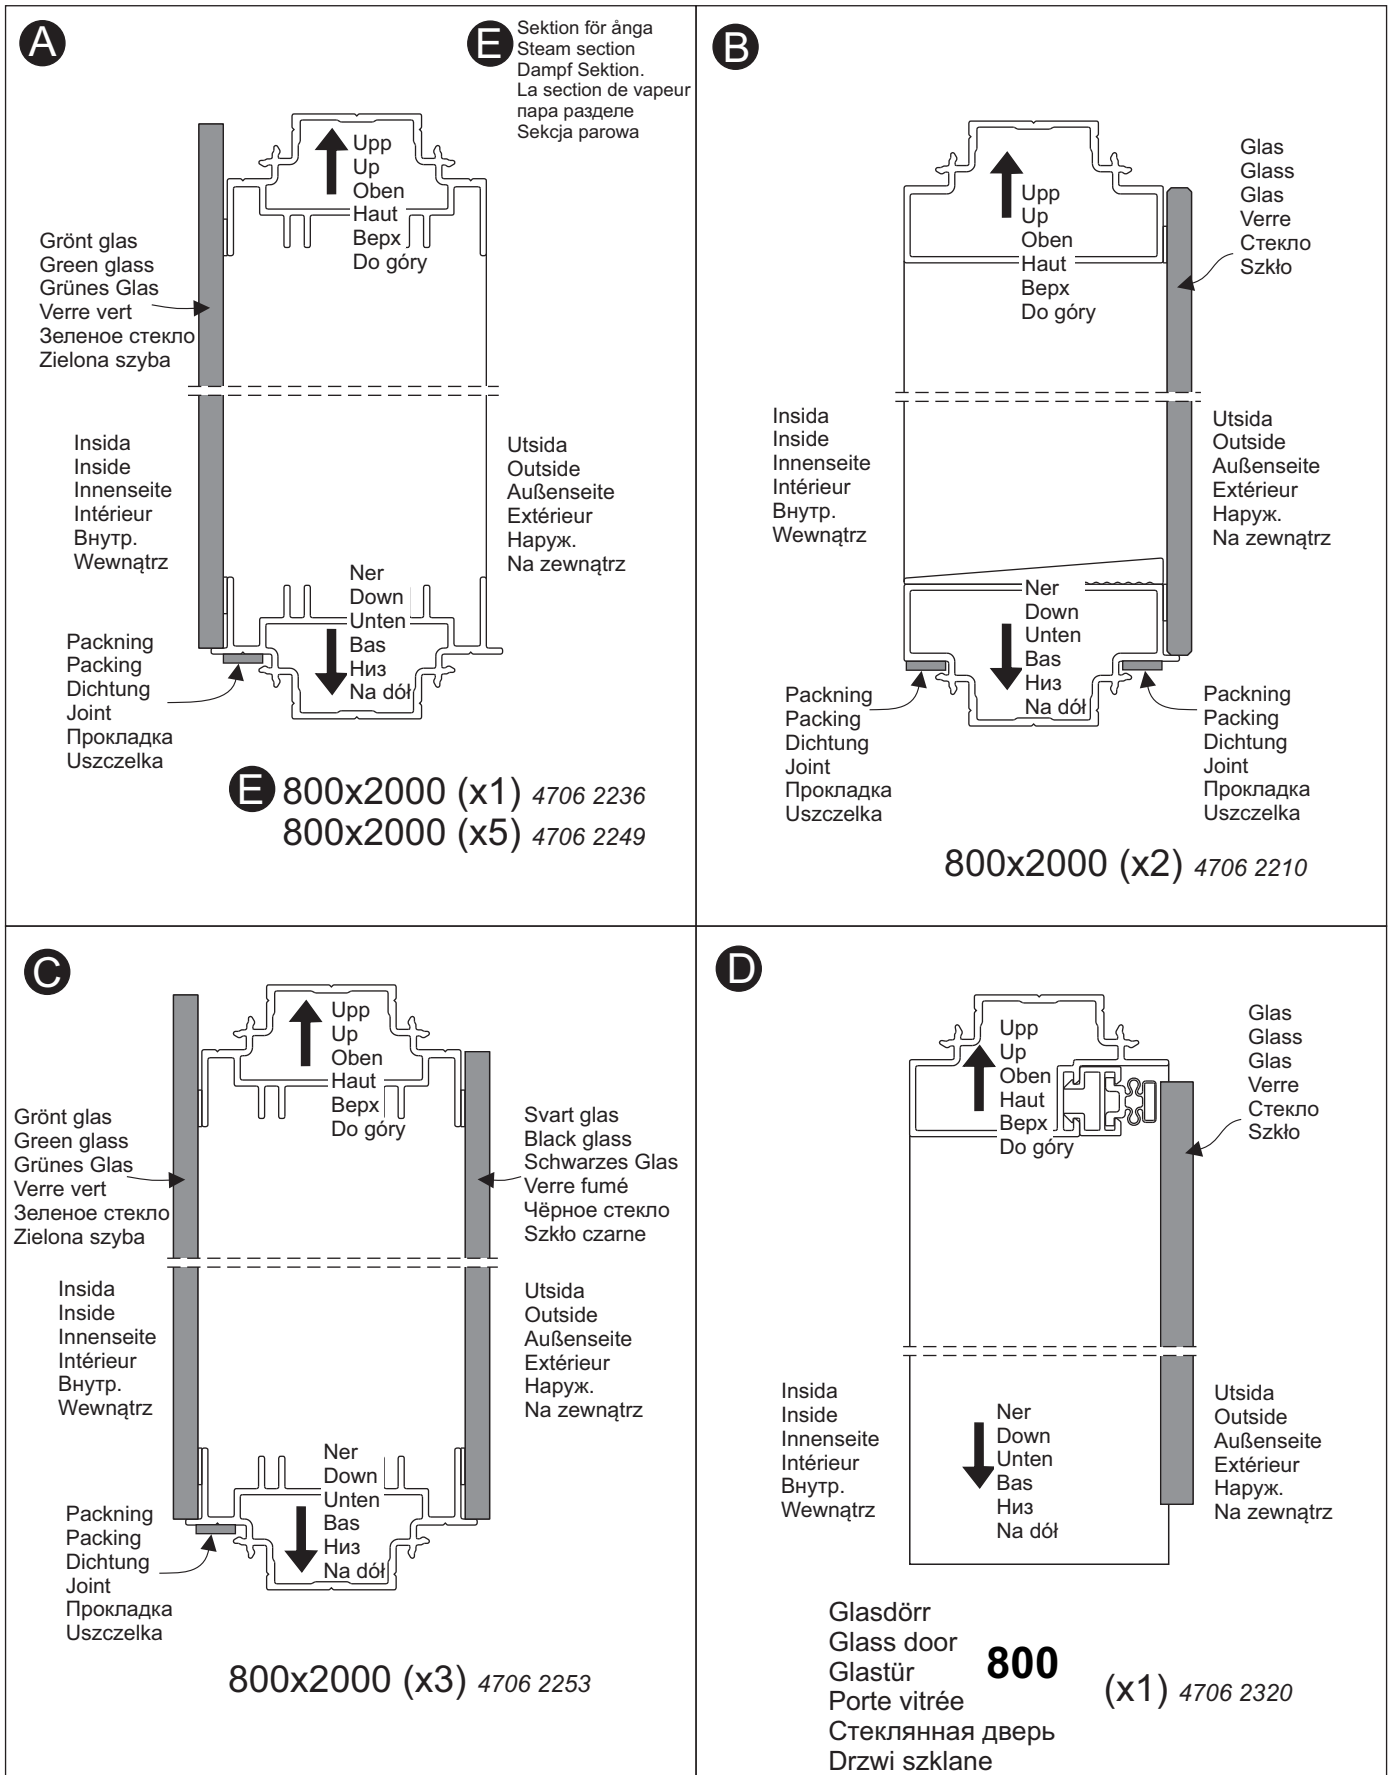 A
E
Sektion för ånga
Steam section
Dampf Sektion.
La section de vapeur
пара разделе
Sekcja parowa
Upp
Up
Oben
Haut
Bepx
Do góry
Grönt glas
Green glass
Grünes Glas
Verre vert
Зеленое стекло
Zielona szyba
Insida
Inside
Innenseite
Intérieur
Внутр.
Wewnątrz
Utsida
Outside
Außenseite
Extérieur
Наруж.
Na zewnątrz
Ner
Down
Unten
Bas
Низ
Na dół
Packning
Packing
Dichtung
Joint
Прокладка
Uszczelka
E 800x2000 (x1) 4706 2236
800x2000 (x5) 4706 2249
B
Upp
Up
Oben
Haut
Bepx
Do góry
Glas
Glass
Glas
Verre
Стекло
Szkło
Insida
Inside
Innenseite
Intérieur
Внутр.
Wewnątrz
Utsida
Outside
Außenseite
Extérieur
Наруж.
Na zewnątrz
Ner
Down
Unten
Bas
Низ
Na dół
Packning
Packing
Dichtung
Joint
Прокладка
Uszczelka
Packning
Packing
Dichtung
Joint
Прокладка
Uszczelka
800x2000 (x2) 4706 2210
C
Upp
Up
Oben
Haut
Bepx
Do góry
Grönt glas
Green glass
Grünes Glas
Verre vert
Зеленое стекло
Zielona szyba
Svart glas
Black glass
Schwarzes Glas
Verre fumé
Чёрное стекло
Szkło czarne
Insida
Inside
Innenseite
Intérieur
Внутр.
Wewnątrz
Utsida
Outside
Außenseite
Extérieur
Наруж.
Na zewnątrz
Ner
Down
Unten
Bas
Низ
Na dół
Packning
Packing
Dichtung
Joint
Прокладка
Uszczelka
800x2000 (x3) 4706 2253
D
Upp
Up
Oben
Haut
Bepx
Do góry
Glas
Glass
Glas
Verre
Стекло
Szkło
Insida
Inside
Innenseite
Intérieur
Внутр.
Wewnątrz
Ner
Down
Unten
Bas
Низ
Na dół
Utsida
Outside
Außenseite
Extérieur
Наруж.
Na zewnątrz
Glasdörr
Glass door
Glastür
Porte vitrée
Стеклянная дверь
Drzwi szklane
800
(x1) 4706 2320